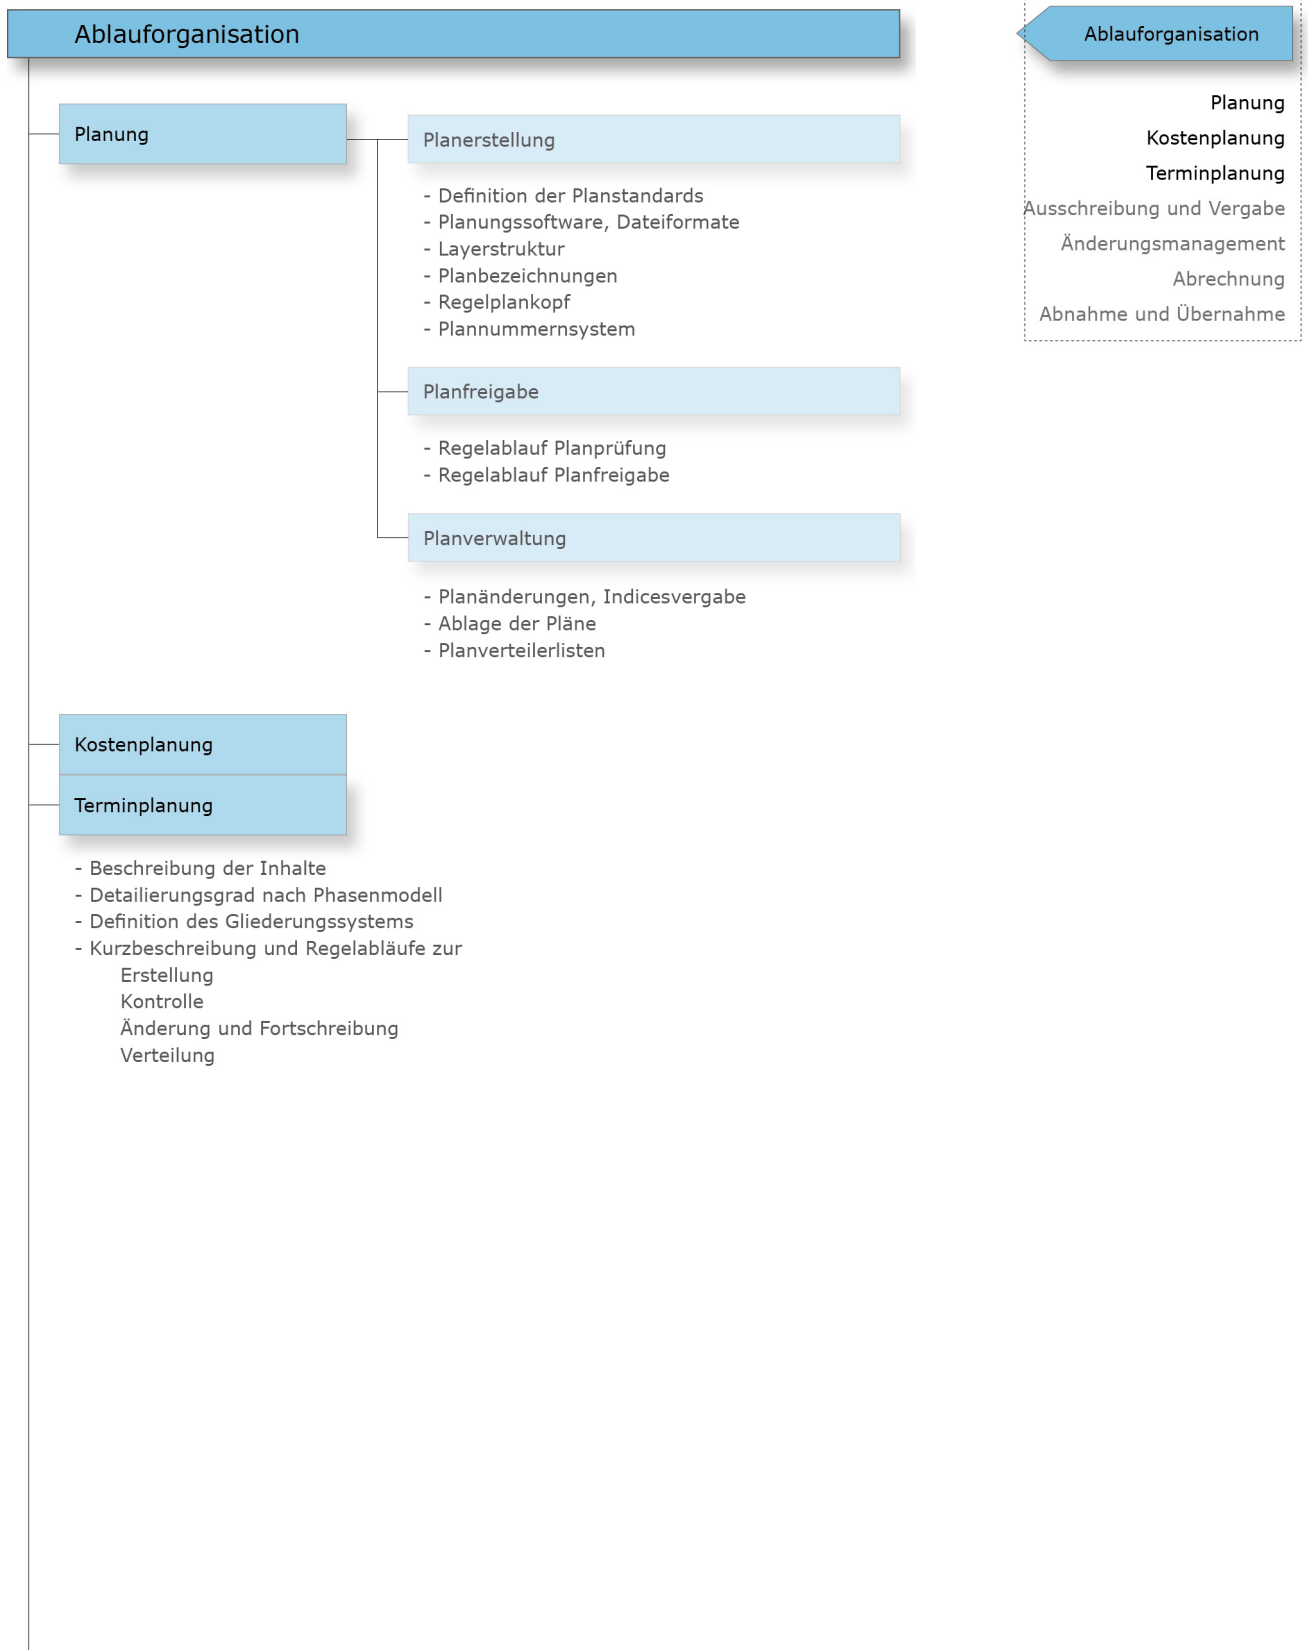 Ablauforganisation
Planung
Planerstellung
- Definition der Planstandards
- Planungssoftware, Dateiformate
- Layerstruktur
- Planbezeichnungen
- Regelplankopf
- Plannummernsystem
Planfreigabe
- Regelablauf Planprüfung
- Regelablauf Planfreigabe
Planverwaltung
- Planänderungen, Indicesvergabe
- Ablage der Pläne
- Planverteilerlisten
Kostenplanung
Terminplanung
- Beschreibung der Inhalte
- Detailierungsgrad nach Phasenmodell
- Definition des Gliederungssystems
- Kurzbeschreibung und Regelabläufe zur
Erstellung
Kontrolle
Änderung und Fortschreibung
Verteilung
Ablauforganisation
Planung
Kostenplanung
Terminplanung
Ausschreibung und Vergabe
Änderungsmanagement
Abrechnung
Abnahme und Übernahme